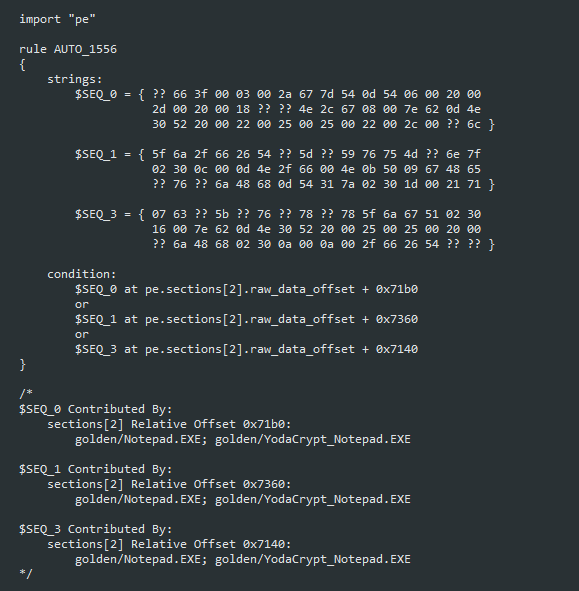 import "pe"
rule AUTO_1556
{
strings:
$SEQ_0 = { ?? 66 3f 00 03 00 2a 67 7d 54 0d 54 06 00 20 00
2d 00 20 00 18 ?? ?? 4e 2c 67 08 00 7e 62 0d 4e
30 52 20 00 22 00 25 00 25 00 22 00 2c 00 ?? 6c }
$SEQ_1 = { 5f 6a 2f 66 26 54 ?? 5d ?? 59 76 75 4d ?? 6e 7f
02 30 0c 00 0d 4e 2f 66 00 4e 0b 50 09 67 48 65
?? 76 ?? 6a 48 68 0d 54 31 7a 02 30 1d 00 21 71 }
$SEQ_3 = { 07 63 ?? 5b ?? 76 ?? 78 ?? 78 5f 6a 67 51 02 30
16 00 7e 62 0d 4e 30 52 20 00 25 00 25 00 20 00
?? 6a 48 68 02 30 0a 00 0a 00 2f 66 26 54 ?? ?? }
condition:
$SEQ_0 at pe.sections[2].raw_data_offset + 0x71b0
or
$SEQ_1 at pe.sections[2].raw_data_offset + 0x7360
or
$SEQ_3 at pe.sections[2].raw_data_offset + 0x7140
}
/*
$SEQ_0 Contributed By:
sections[2] Relative Offset 0x71b0:
golden/Notepad.EXE; golden/YodaCrypt_Notepad.EXE
$SEQ_1 Contributed By:
sections[2] Relative Offset 0x7360:
golden/Notepad.EXE; golden/YodaCrypt_Notepad.EXE
$SEQ_3 Contributed By:
sections[2] Relative Offset 0x7140:
golden/Notepad.EXE; golden/YodaCrypt_Notepad.EXE
*/